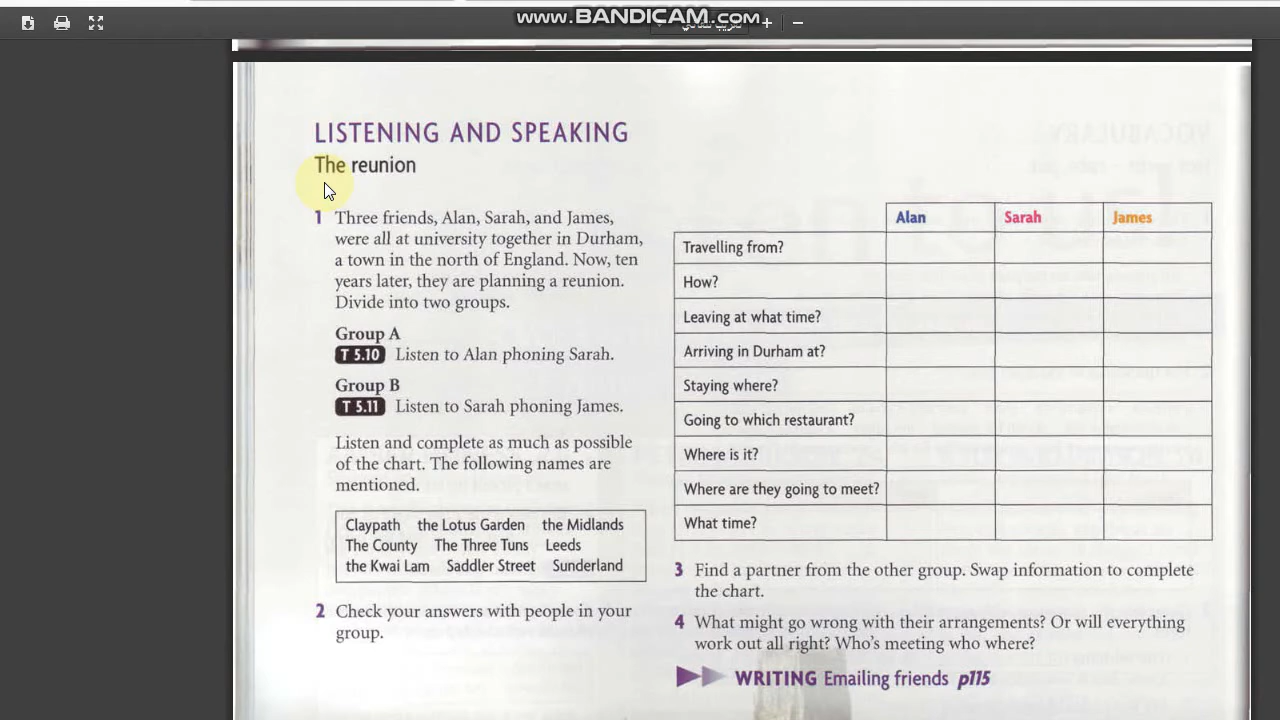 www.BANDICAM.com
تقريب تلقائي
LISTENING AND SPEAKING
The reunion
1 Three friends, Alan, Sarah, and James,
were all at university together in Durham,
a town in the north of England. Now, ten
years later, they are planning a reunion.
Divide into two groups.
Group A
T 5.10 Listen to Alan phoning Sarah.
Group B
T 5.11 Listen to Sarah phoning James.
Listen and complete as much as possible
of the chart. The following names are
mentioned.
Claypath the Lotus Garden the Midlands
The County The Three Tuns Leeds
the Kwai Lam Saddler Street Sunderland
2 Check your answers with people in your
group.
Alan Sarah James
Travelling from?
How?
Leaving at what time?
Arriving in Durham at?
Staying where?
Going to which restaurant?
Where is it?
Where are they going to meet?
What time?
3 Find a partner from the other group. Swap information to complete
the chart.
4 What might go wrong with their arrangements? Or will everything
work out all right? Who's meeting who where?
WRITING Emailing friends p115